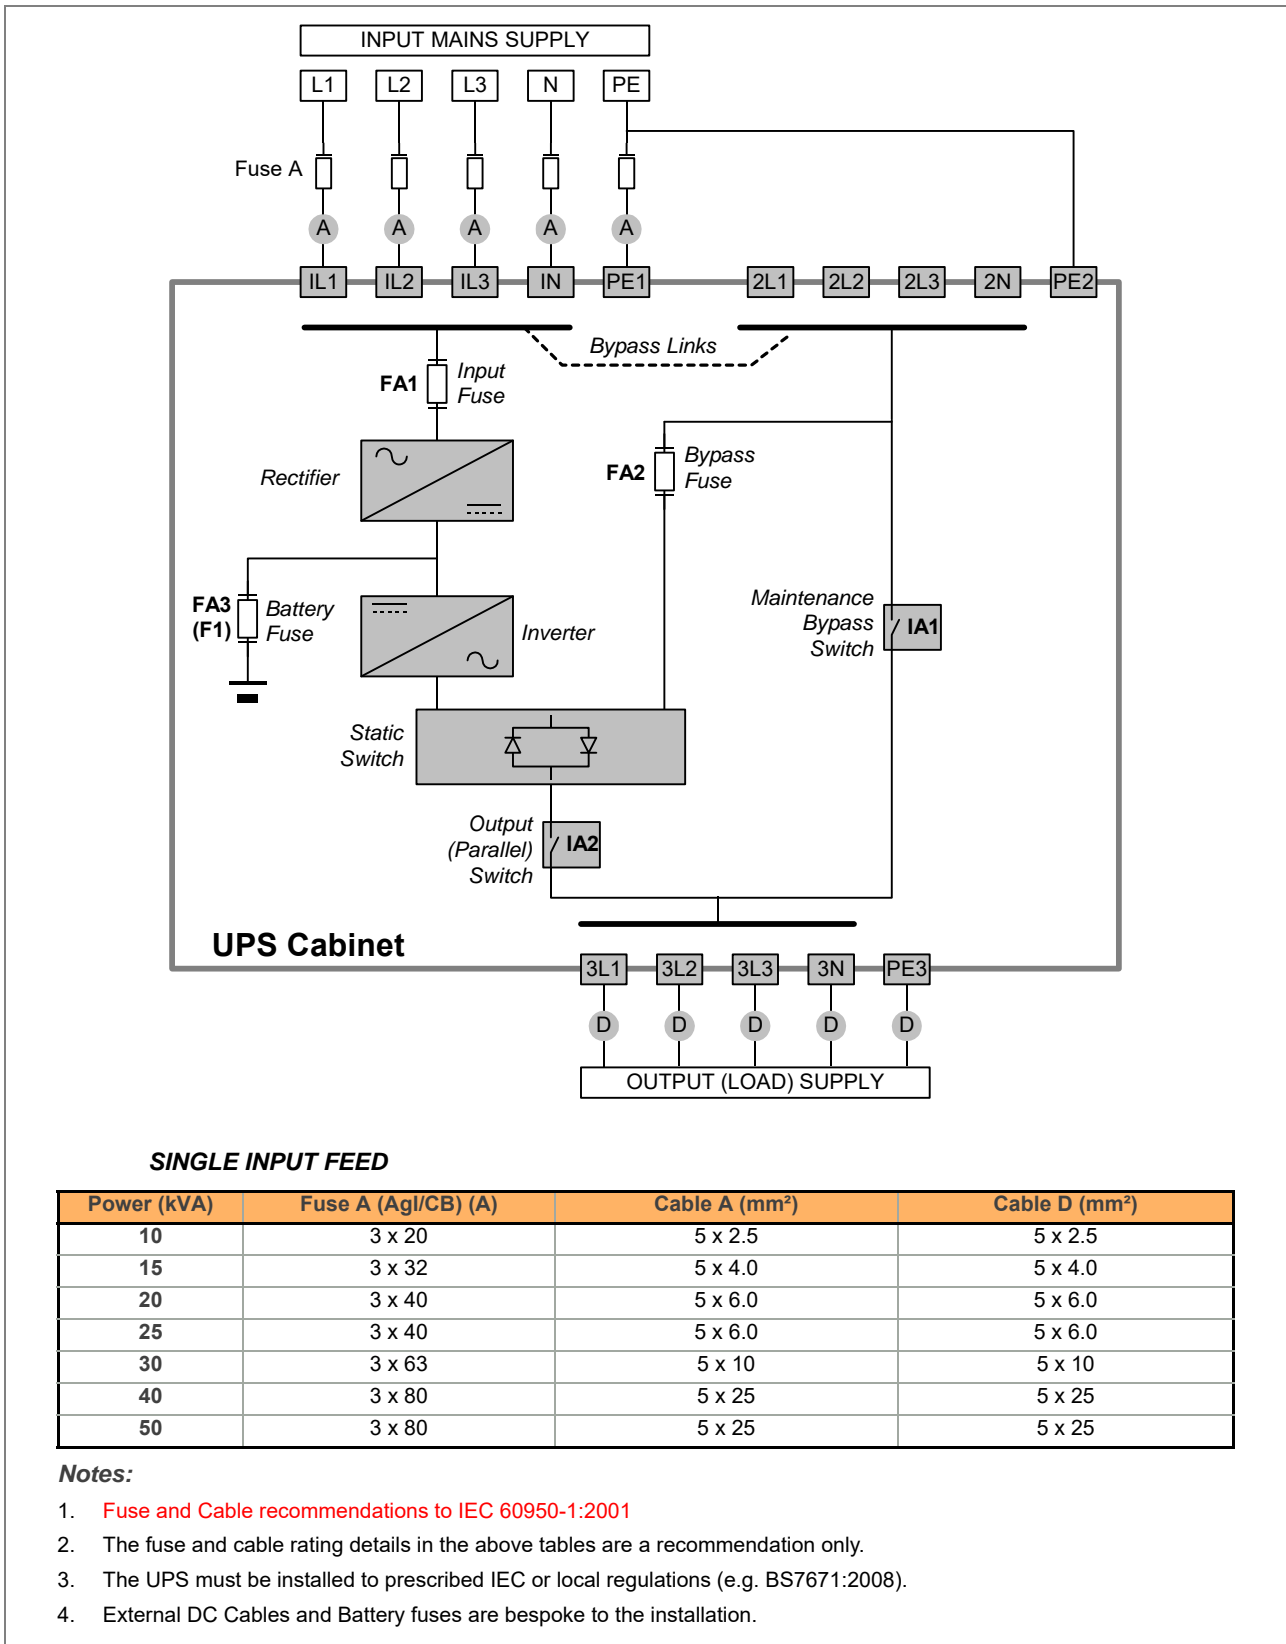 INPUT MAINS SUPPLY
L1 L2 L3 N PE
Fuse A
A A A A A
IL1 IL2 IL3 IN PE1 2L1 2L2 2L3 2N PE2
Bypass Links
FA1 Input Fuse
Rectifier
FA2 Bypass Fuse
FA3 (F1) Battery Fuse
Inverter
Maintenance Bypass Switch IA1
Static Switch
Output (Parallel) Switch IA2
UPS Cabinet
3L1 3L2 3L3 3N PE3
D D D D D
OUTPUT (LOAD) SUPPLY
SINGLE INPUT FEED
Power (kVA) Fuse A (Agl/CB) (A) Cable A (mm²) Cable D (mm²)
10 3 x 20 5 x 2.5 5 x 2.5
15 3 x 32 5 x 4.0 5 x 4.0
20 3 x 40 5 x 6.0 5 x 6.0
25 3 x 40 5 x 6.0 5 x 6.0
30 3 x 63 5 x 10 5 x 10
40 3 x 80 5 x 25 5 x 25
50 3 x 80 5 x 25 5 x 25
Notes:
1. Fuse and Cable recommendations to IEC 60950-1:2001
2. The fuse and cable rating details in the above tables are a recommendation only.
3. The UPS must be installed to prescribed IEC or local regulations (e.g. BS7671:2008).
4. External DC Cables and Battery fuses are bespoke to the installation.